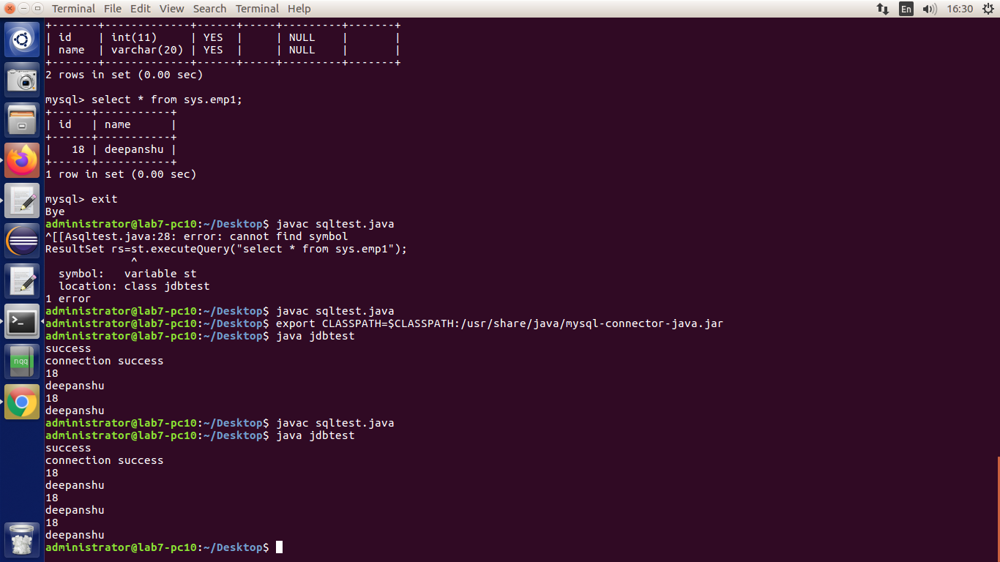 Terminal File Edit View Search Terminal Help En 16:30
+-------+-------------+------+-----+---------+-------+
| id    | int(11)     | YES  |     | NULL    |       |
| name  | varchar(20) | YES  |     | NULL    |       |
+-------+-------------+------+-----+---------+-------+
2 rows in set (0.00 sec)
mysql> select * from sys.emp1;
+------+-----------+
| id   | name      |
+------+-----------+
|   18 | deepanshu |
+------+-----------+
1 row in set (0.00 sec)
mysql> exit
Bye
administrator@lab7-pc10:~/Desktop$ javac sqltest.java
^[[Asqltest.java:28: error: cannot find symbol
ResultSet rs=st.executeQuery("select * from sys.emp1");
             ^
  symbol:   variable st
  location: class jdbtest
1 error
administrator@lab7-pc10:~/Desktop$ javac sqltest.java
administrator@lab7-pc10:~/Desktop$ export CLASSPATH=$CLASSPATH:/usr/share/java/mysql-connector-java.jar
administrator@lab7-pc10:~/Desktop$ java jdbtest
success
connection success
18
deepanshu
18
deepanshu
administrator@lab7-pc10:~/Desktop$ javac sqltest.java
administrator@lab7-pc10:~/Desktop$ java jdbtest
success
connection success
18
deepanshu
18
deepanshu
18
deepanshu
administrator@lab7-pc10:~/Desktop$
>_
nqq